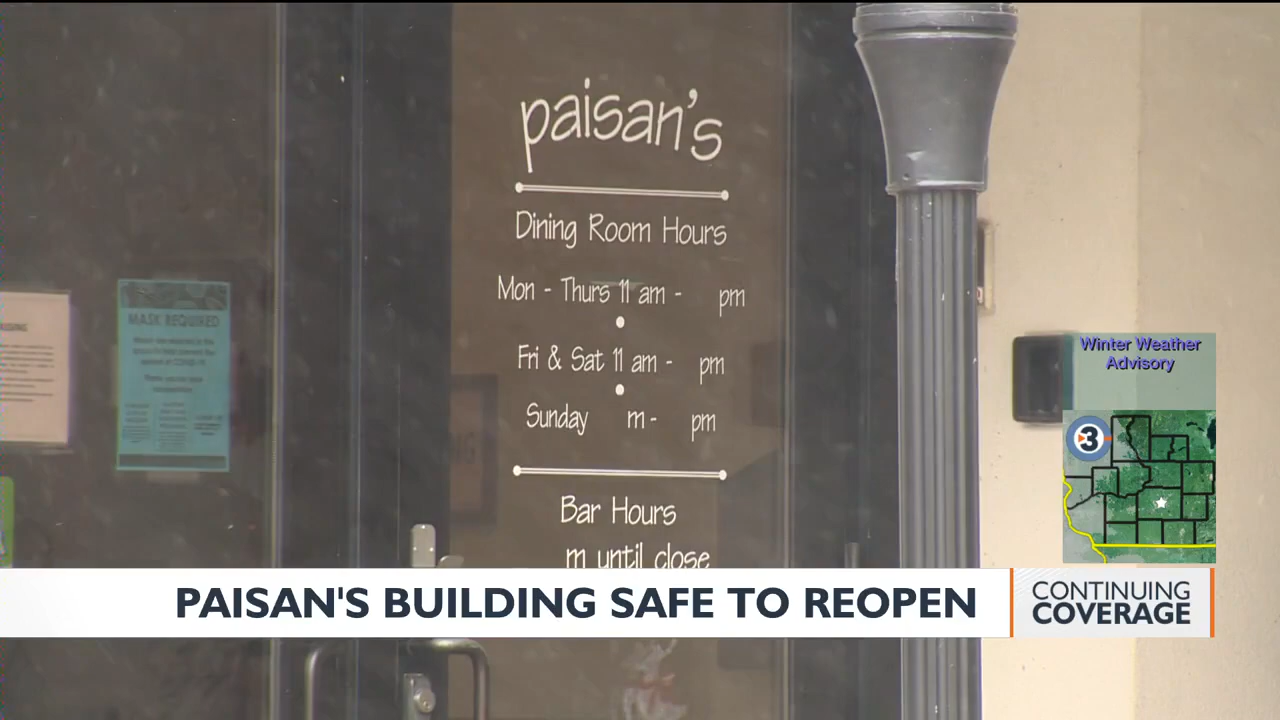 paisan's
Dining Room Hours
Mon - Thurs 11 am - pm
Fri & Sat 11 am - pm
Sunday m - pm
Bar Hours
m until close
MASK REQUIRED
Winter Weather
Advisory
3
PAISAN'S BUILDING SAFE TO REOPEN
CONTINUING
COVERAGE